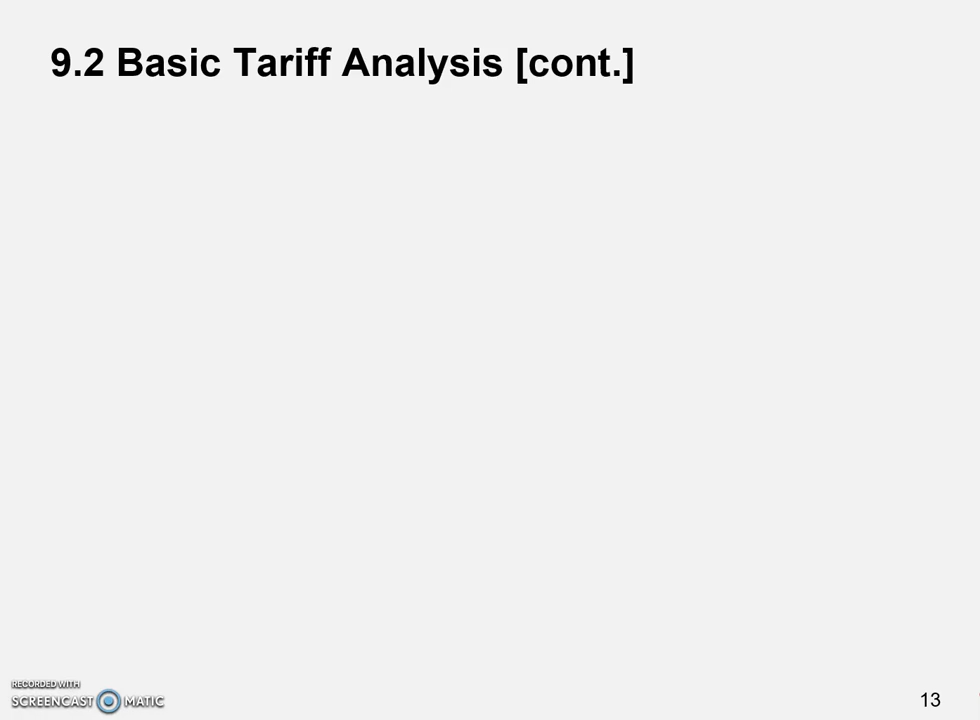 9.2 Basic Tariff Analysis [cont.]
RECORDED WITH
SCREENCAST MATIC
13